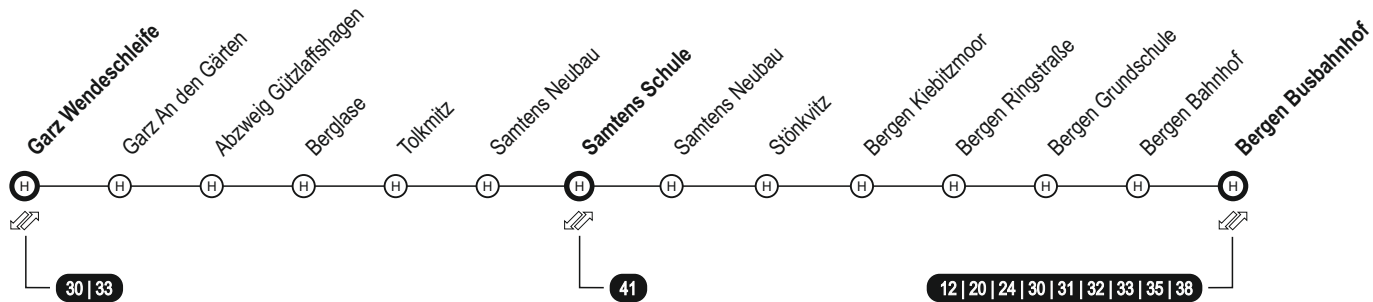 Garz Wendeschleife
Garz An den Gärten
Abzweig Gützlaffshagen
Berglase
Tolkmitz
Samtens Neubau
Samtens Schule
Samtens Neubau
Stönkvitz
Bergen Kiebitzmoor
Bergen Ringstraße
Bergen Grundschule
Bergen Bahnhof
Bergen Busbahnhof
H H H H H H H H H H H H H H
30 | 33
41
12 | 20 | 24 | 30 | 31 | 32 | 33 | 35 | 38